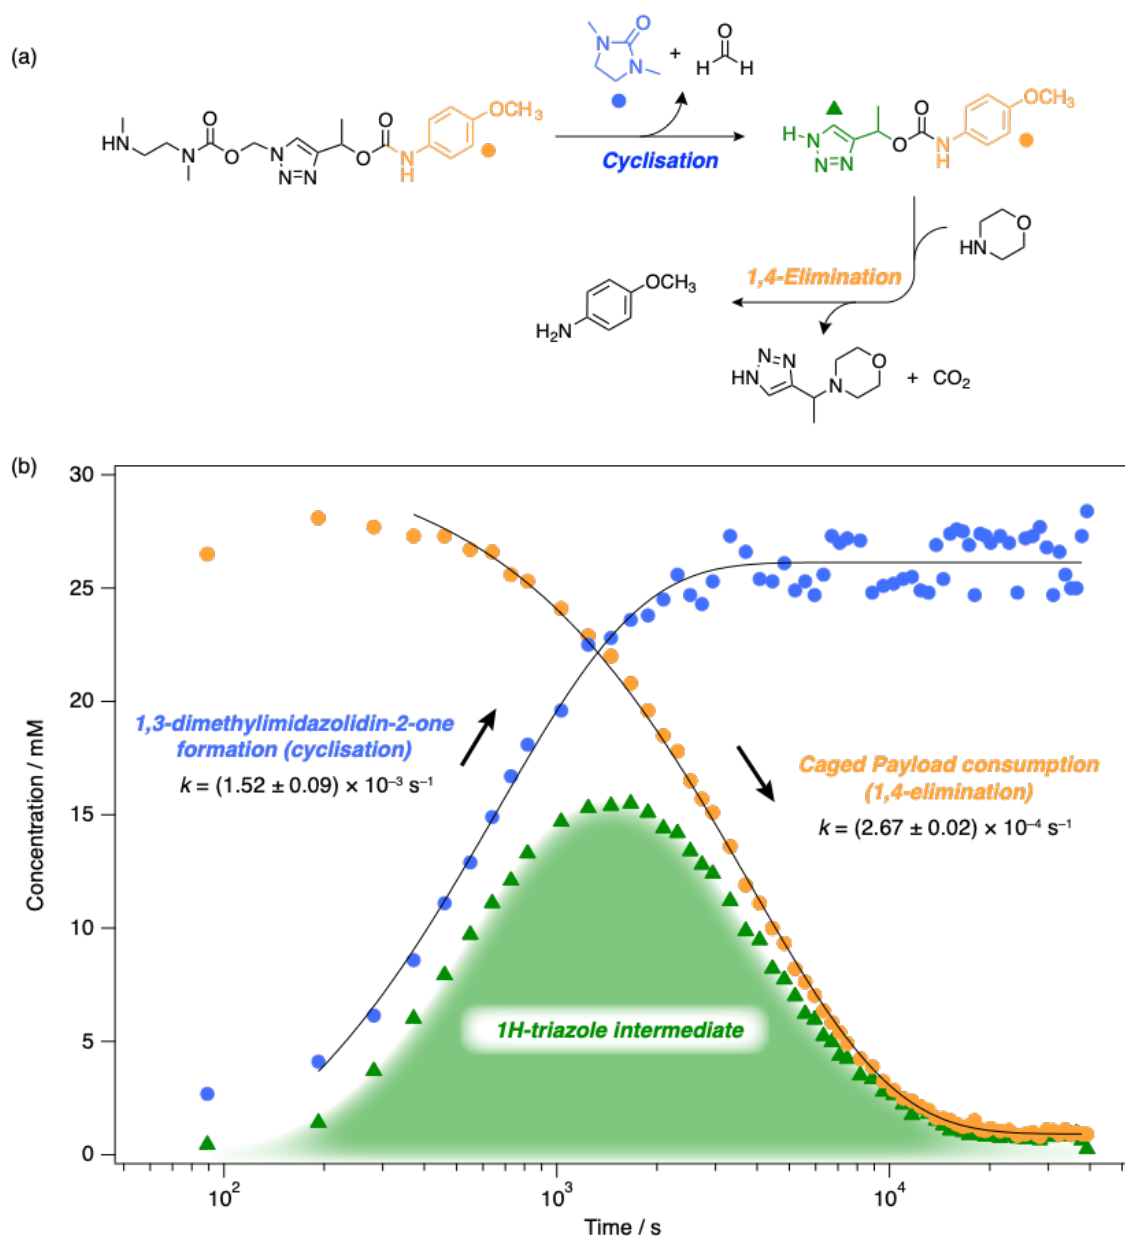 (a)
O
N
N
+
O
H
H
HN
N
O
O
N
N=N
O
O
N
H
OCH₃
Cyclisation
H-N
N=N
O
O
N
H
OCH₃
HN
O
1,4-Elimination
H₂N
OCH₃
HN
N=N
N
O
+ CO₂
(b)
30
25
20
15
10
5
0
Concentration / mM
1,3-dimethylimidazolidin-2-one
formation (cyclisation)
k = (1.52 ± 0.09) × 10⁻³ s⁻¹
Caged Payload consumption
(1,4-elimination)
k = (2.67 ± 0.02) × 10⁻⁴ s⁻¹
1H-triazole intermediate
10²
10³
10⁴
Time / s